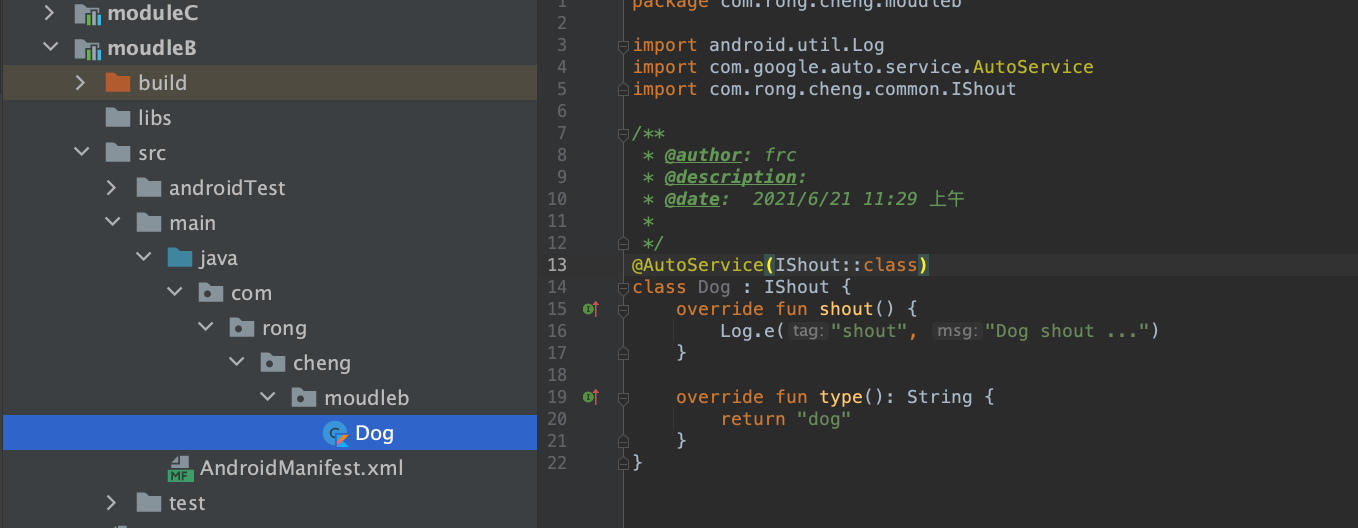 moduleC
moudleB
build
libs
src
androidTest
main
java
com
rong
cheng
moudleb
Dog
MF AndroidManifest.xml
test
1 package com.rong.cheng.moudleb
2
3 import android.util.Log
4 import com.google.auto.service.AutoService
5 import com.rong.cheng.common.IShout
6
7 /**
8 * @author: frc
9 * @description:
10 * @date: 2021/6/21 11:29 上午
11 *
12 */
13 @AutoService(IShout::class)
14 class Dog : IShout {
15 override fun shout() {
16 Log.e( tag: "shout", msg: "Dog shout ...")
17 }
18
19 override fun type(): String {
20 return "dog"
21 }
22 }